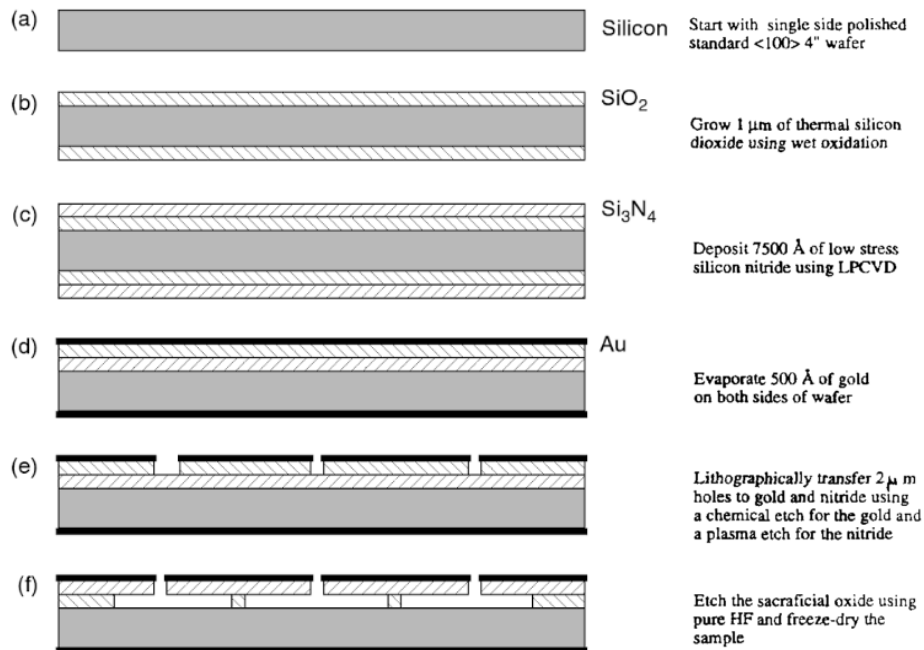 (a)
Silicon
Start with single side polished
standard <100> 4" wafer
(b)
SiO2
Grow 1 μm of thermal silicon
dioxide using wet oxidation
(c)
Si3N4
Deposit 7500 Å of low stress
silicon nitride using LPCVD
(d)
Au
Evaporate 500 Å of gold
on both sides of wafer
(e)
Lithographically transfer 2μm
holes to gold and nitride using
a chemical etch for the gold and
a plasma etch for the nitride
(f)
Etch the sacraficial oxide using
pure HF and freeze-dry the
sample